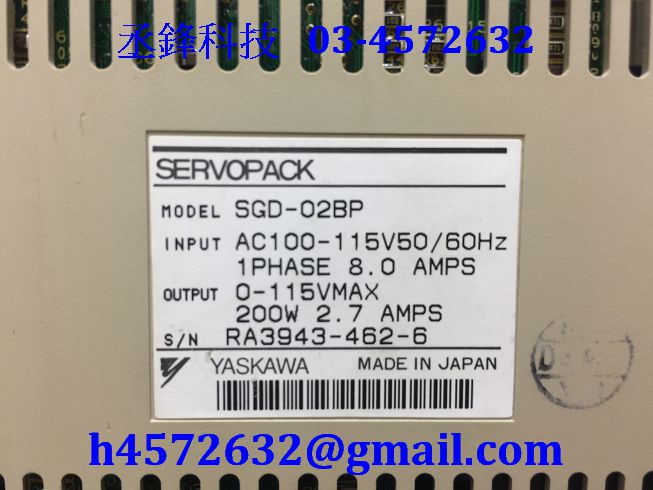 丞鋒科技 03-4572632
SERVOPACK
MODEL SGD-02BP
INPUT AC100-115V50/60Hz
1PHASE 8.0 AMPS
OUTPUT 0-115VMAX
200W 2.7 AMPS
S/N RA3943-462-6
YASKAWA MADE IN JAPAN
h4572632@gmail.com